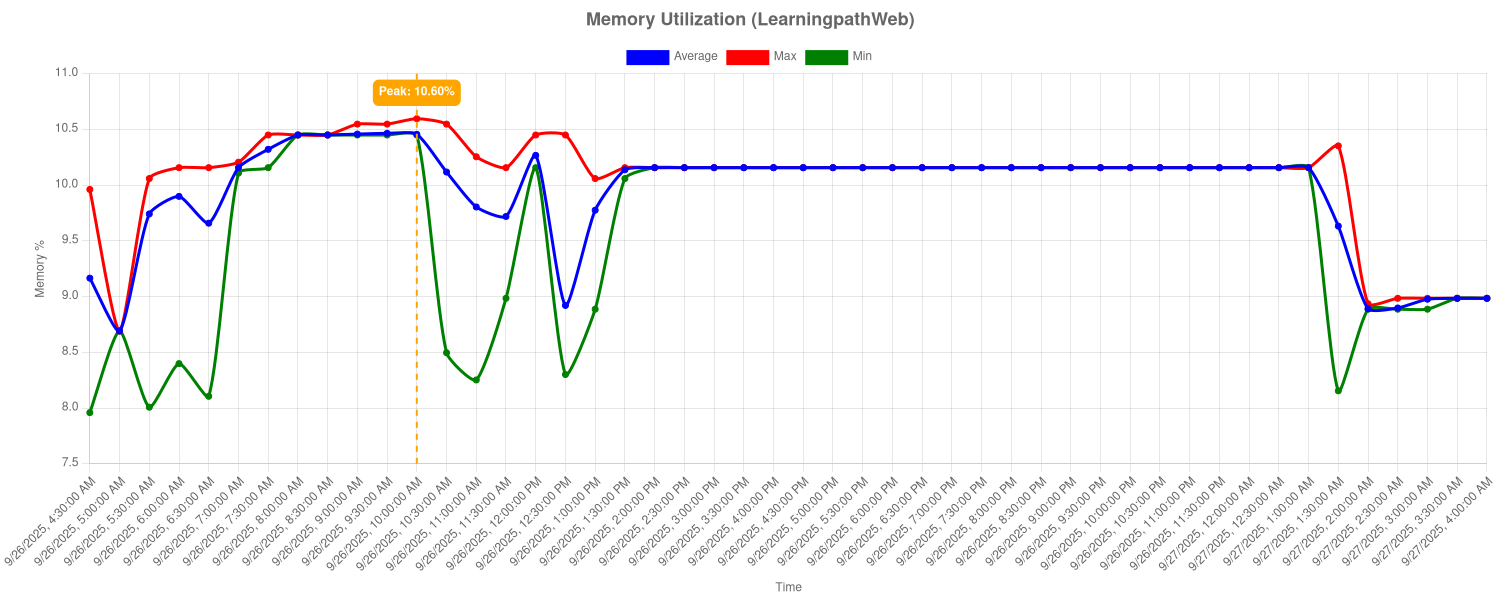 Memory Utilization (LearningpathWeb)
Average
Max
Min
Peak: 10.60%
11.0
10.5
10.0
9.5
9.0
8.5
8.0
7.5
Memory %
9/26/2025, 4:30:00 AM
9/26/2025, 5:00:00 AM
9/26/2025, 5:30:00 AM
9/26/2025, 6:00:00 AM
9/26/2025, 6:30:00 AM
9/26/2025, 7:00:00 AM
9/26/2025, 7:30:00 AM
9/26/2025, 8:00:00 AM
9/26/2025, 8:30:00 AM
9/26/2025, 9:00:00 AM
9/26/2025, 9:30:00 AM
9/26/2025, 10:00:00 AM
9/26/2025, 10:30:00 AM
9/26/2025, 11:00:00 AM
9/26/2025, 11:30:00 AM
9/26/2025, 12:00:00 PM
9/26/2025, 12:30:00 PM
9/26/2025, 1:00:00 PM
9/26/2025, 1:30:00 PM
9/26/2025, 2:00:00 PM
9/26/2025, 2:30:00 PM
9/26/2025, 3:00:00 PM
9/26/2025, 3:30:00 PM
9/26/2025, 4:00:00 PM
9/26/2025, 4:30:00 PM
9/26/2025, 5:00:00 PM
9/26/2025, 5:30:00 PM
9/26/2025, 6:00:00 PM
9/26/2025, 6:30:00 PM
9/26/2025, 7:00:00 PM
9/26/2025, 7:30:00 PM
9/26/2025, 8:00:00 PM
9/26/2025, 8:30:00 PM
9/26/2025, 9:00:00 PM
9/26/2025, 9:30:00 PM
9/26/2025, 10:00:00 PM
9/26/2025, 10:30:00 PM
9/26/2025, 11:00:00 PM
9/26/2025, 11:30:00 PM
9/27/2025, 12:00:00 AM
9/27/2025, 12:30:00 AM
9/27/2025, 1:00:00 AM
9/27/2025, 1:30:00 AM
9/27/2025, 2:00:00 AM
9/27/2025, 2:30:00 AM
9/27/2025, 3:00:00 AM
9/27/2025, 3:30:00 AM
9/27/2025, 4:00:00 AM
Time